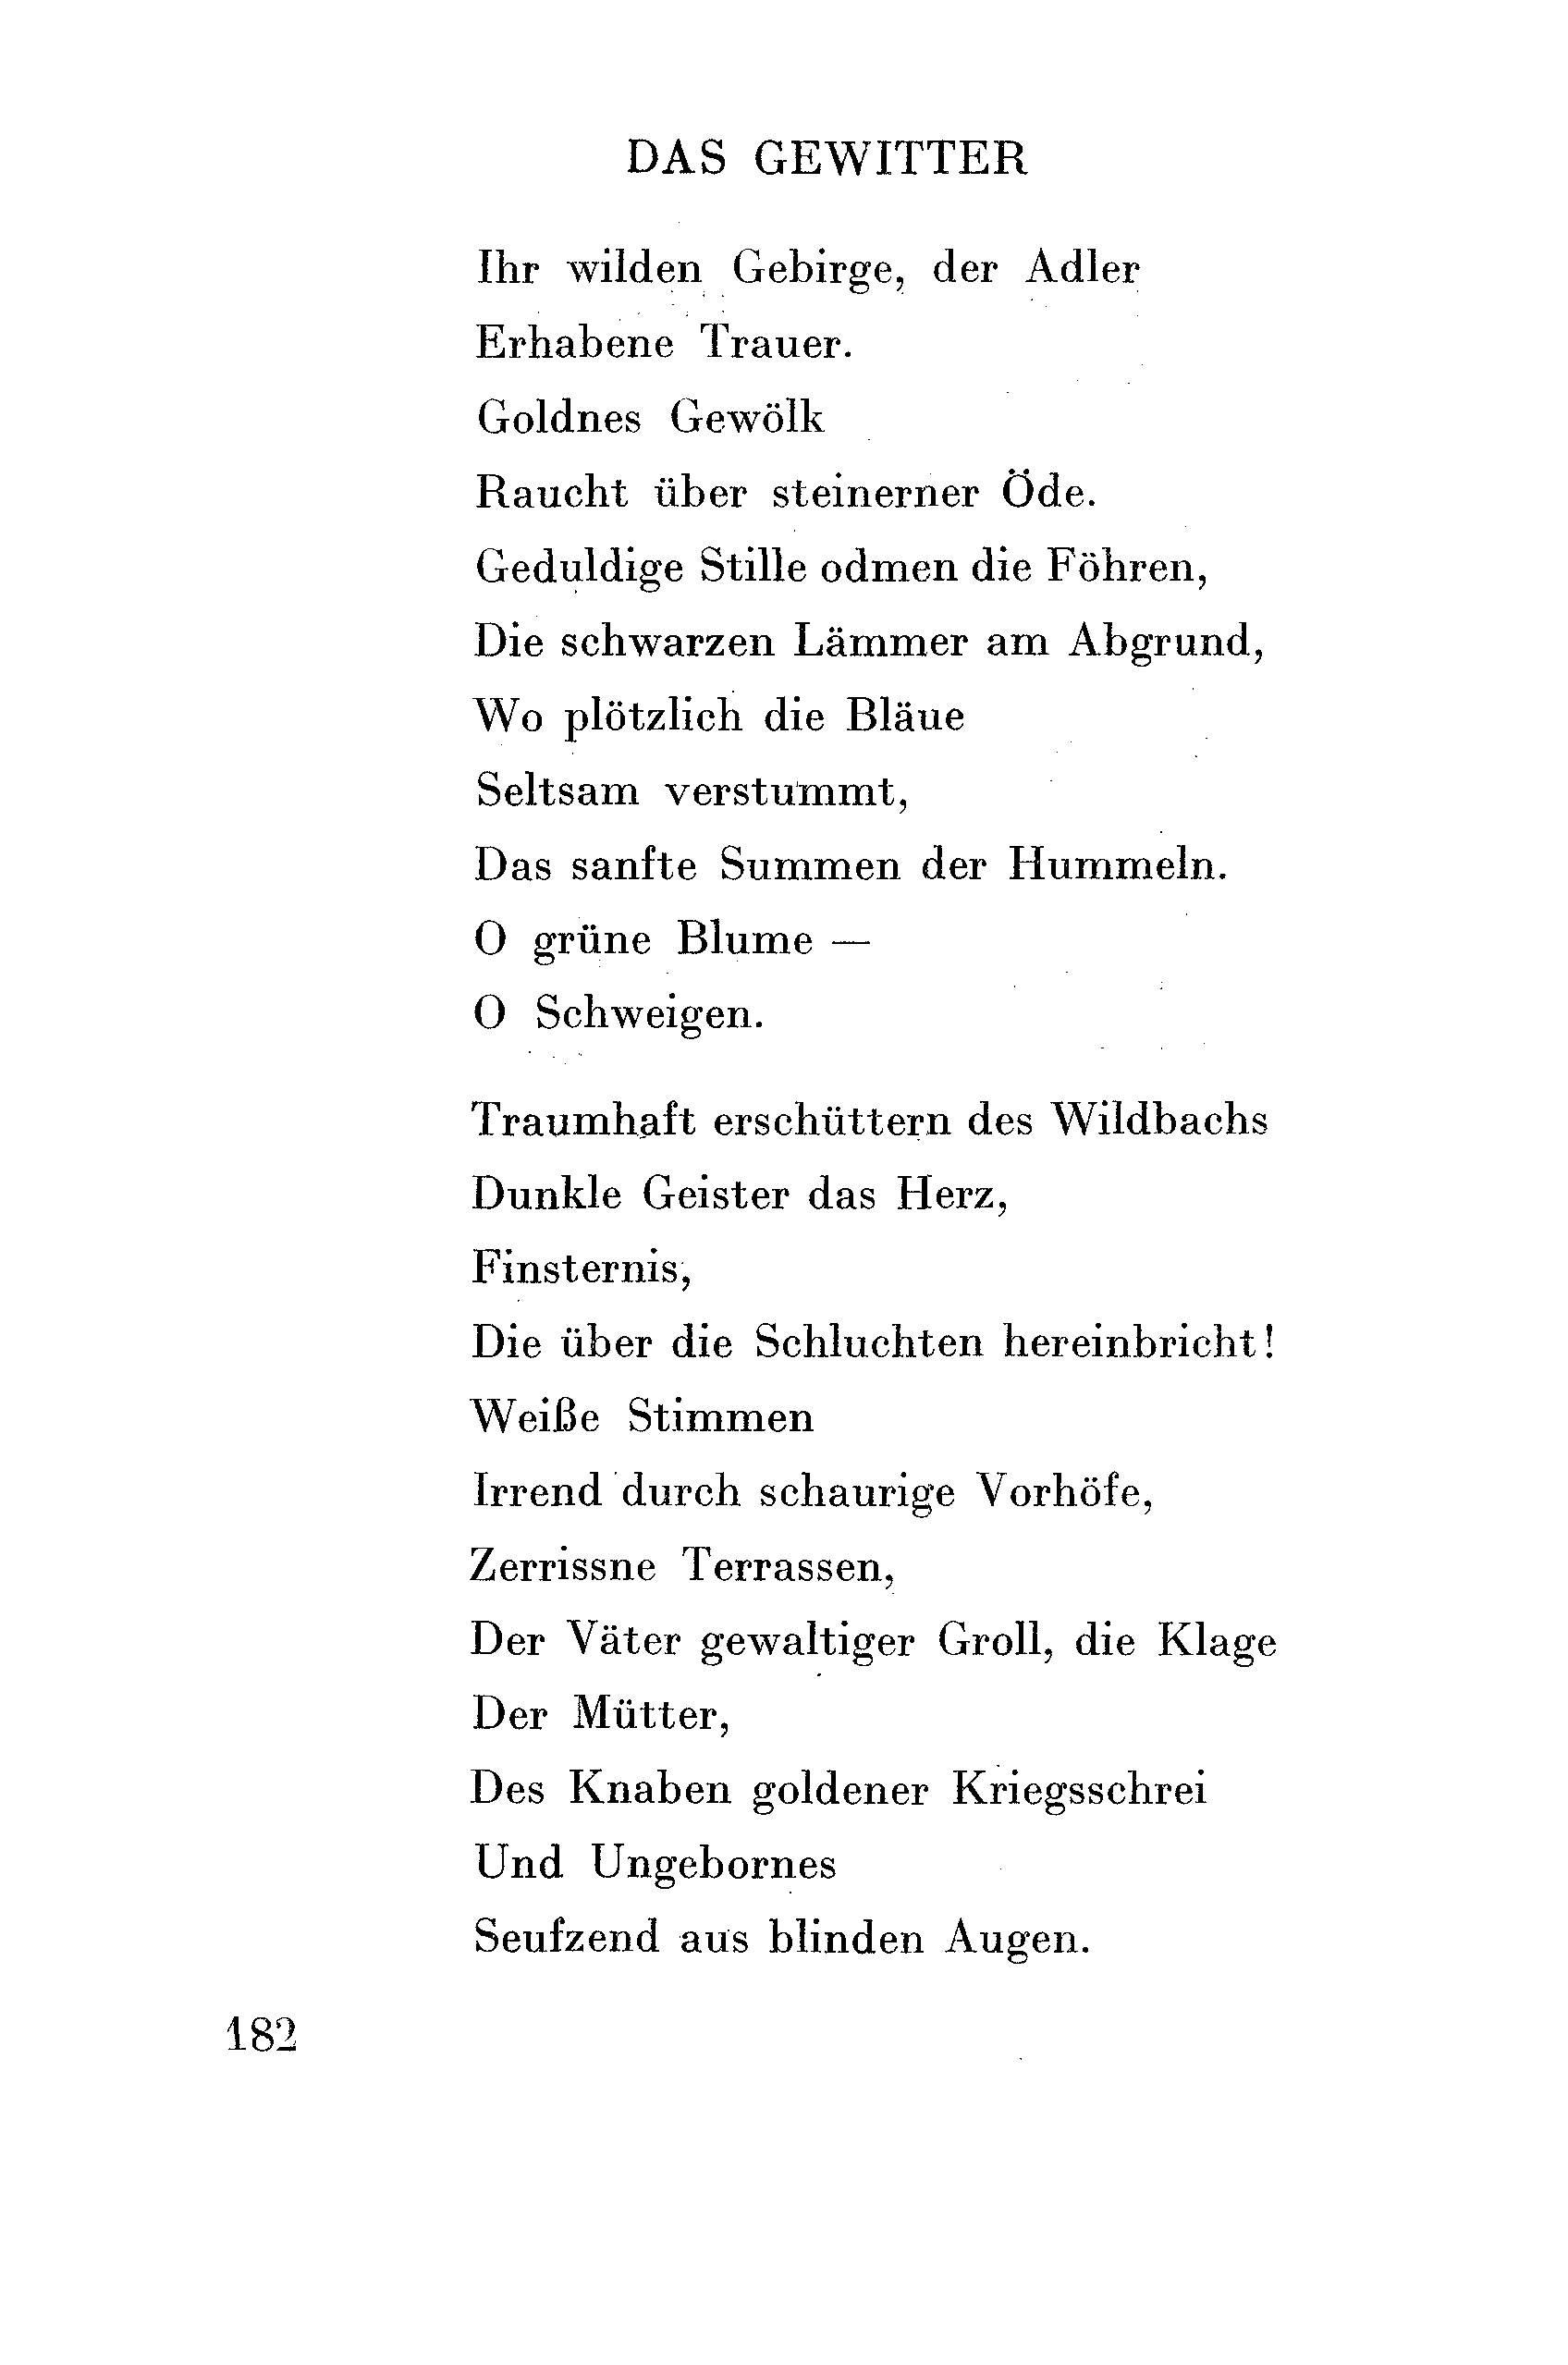 DAS GEWITTER
Ihr wilden Gebirge, der Adler
Erhabene Trauer.
Goldnes Gewölk
Raucht über steinerner Öde.
Geduldige Stille odmen die Föhren,
Die schwarzen Lämmer am Abgrund,
Wo plötzlich die Bläue
Seltsam verstummt,
Das sanfte Summen der Hummeln.
O grüne Blume —
O Schweigen.
Traumhaft erschüttern des Wildbachs
Dunkle Geister das Herz,
Finsternis,
Die über die Schluchten hereinbricht!
Weiße Stimmen
Irrend durch schaurige Vorhöfe,
Zerrissne Terrassen,
Der Väter gewaltiger Groll, die Klage
Der Mütter,
Des Knaben goldener Kriegsschrei
Und Ungebornes
Seufzend aus blinden Augen.
182